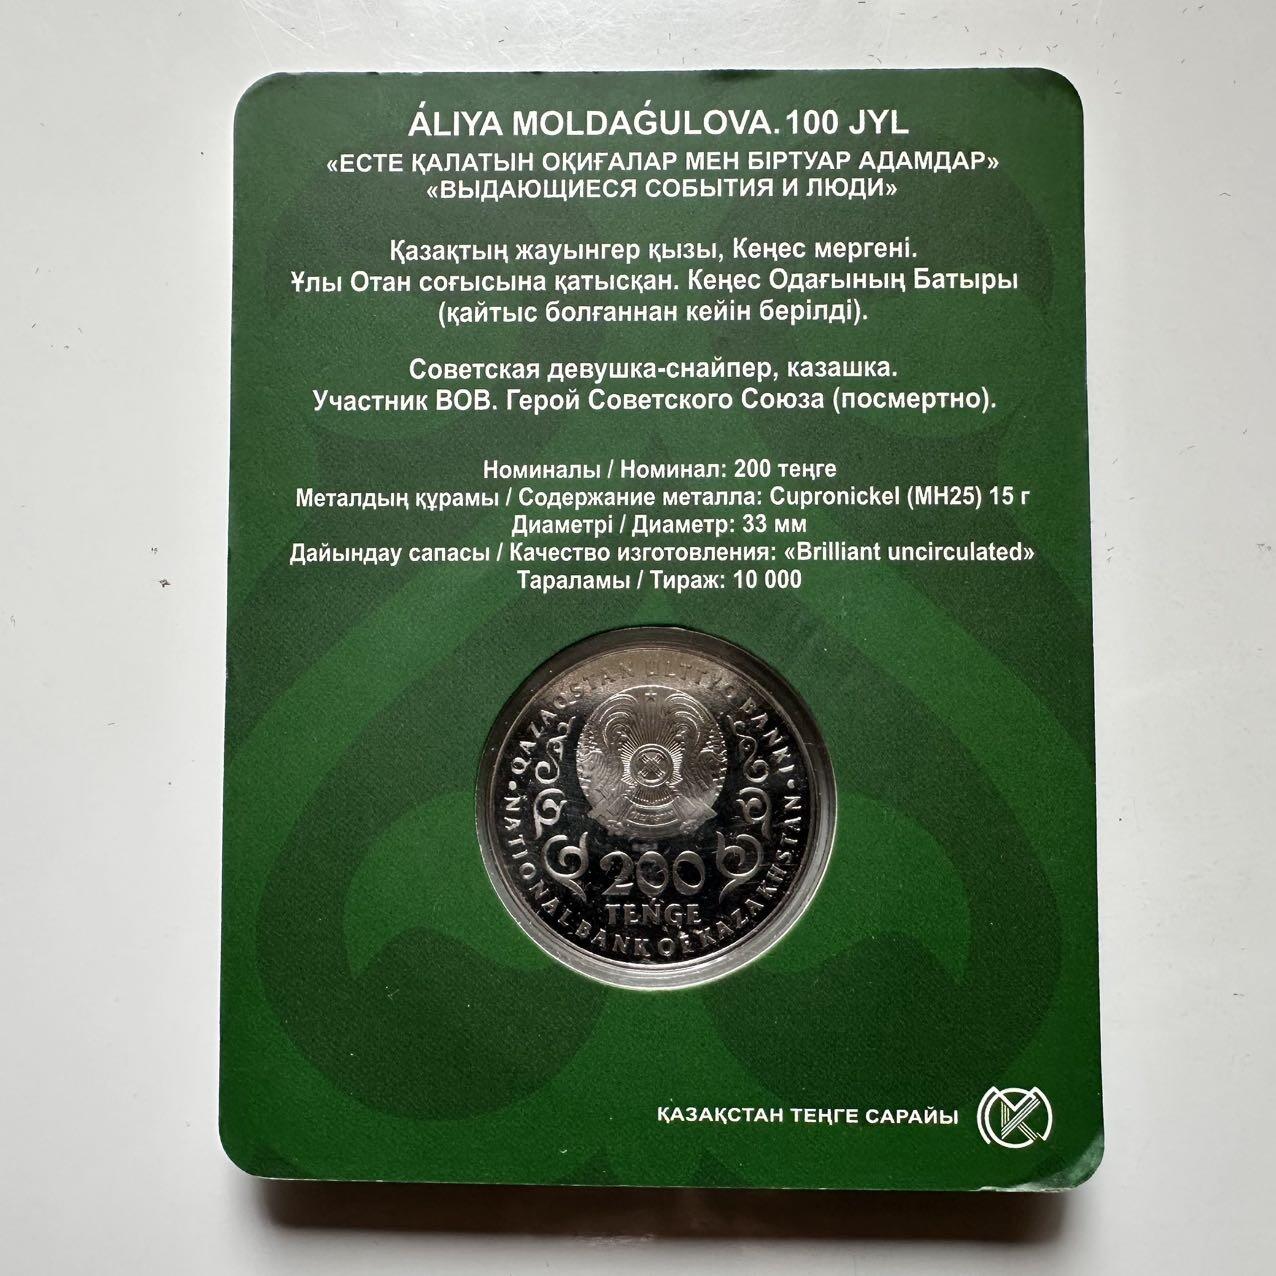 ÁLIYA MOLDAǴULOVA.100 JYL
«ЕСТЕ ҚАЛАТЫН ОҚИҒАЛАР МЕН БІРТУАР АДАМДАР»
«ВЫДАЮЩИЕСЯ СОБЫТИЯ И ЛЮДИ»
Қазақтың жауынгер қызы, Кеңес мергені.
Ұлы Отан соғысына қатысқан. Кеңес Одағының Батыры
(қайтыс болғаннан кейін берілді).
Советская девушка-снайпер, казашка.
Участник ВОВ. Герой Советского Союза (посмертно).
Номиналы / Номинал: 200 теңге
Металдың құрамы / Содержание металла: Cupronickel (МН25) 15 г
Диаметрі / Диаметр: 33 мм
Дайындау сапасы / Качество изготовления: «Brilliant uncirculated»
Тараламы / Тираж: 10 000
QAZAQSTAN ULTTYQ BANKI
200
TEŃGE
NATIONAL BANK OF KAZAKHSTAN
ҚАЗАҚСТАН ТЕҢГЕ САРАЙЫ